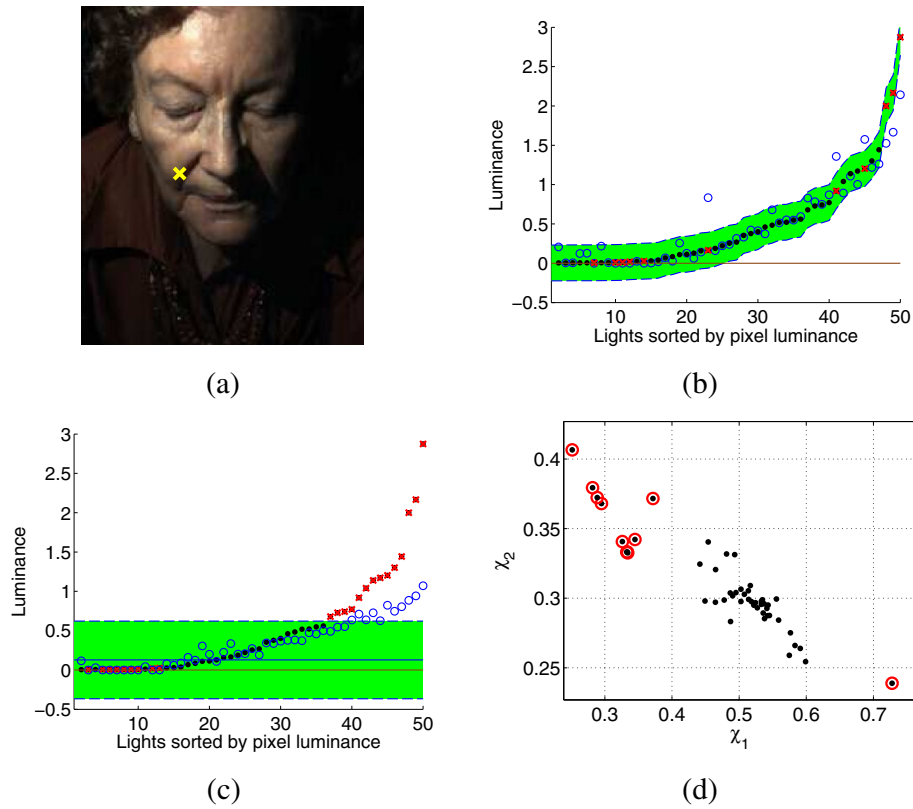 3
2.5
2
1.5
1
0.5
0
−0.5
10 20 30 40 50
Luminance
Lights sorted by pixel luminance
(a)
(b)
3
2.5
2
1.5
1
0.5
0
−0.5
10 20 30 40 50
Luminance
Lights sorted by pixel luminance
0.4
0.35
0.3
0.25
0.3 0.4 0.5 0.6 0.7
χ2
χ1
(c)
(d)